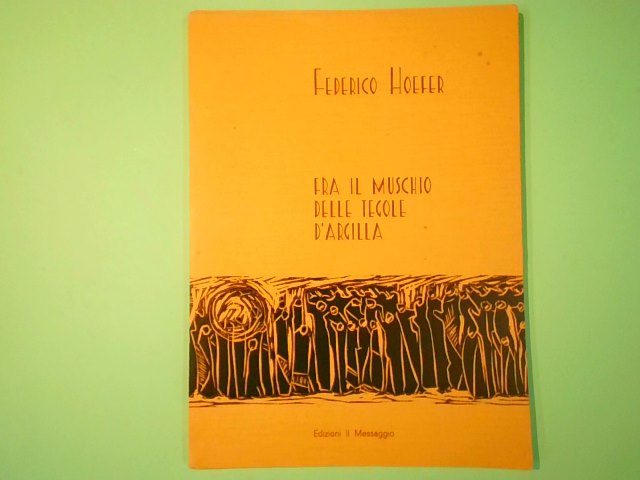 FEDERICO HOEFER
FRA IL MUSCHIO
DELLE TEGOLE
D'ARGILLA
Edizioni Il Messaggio